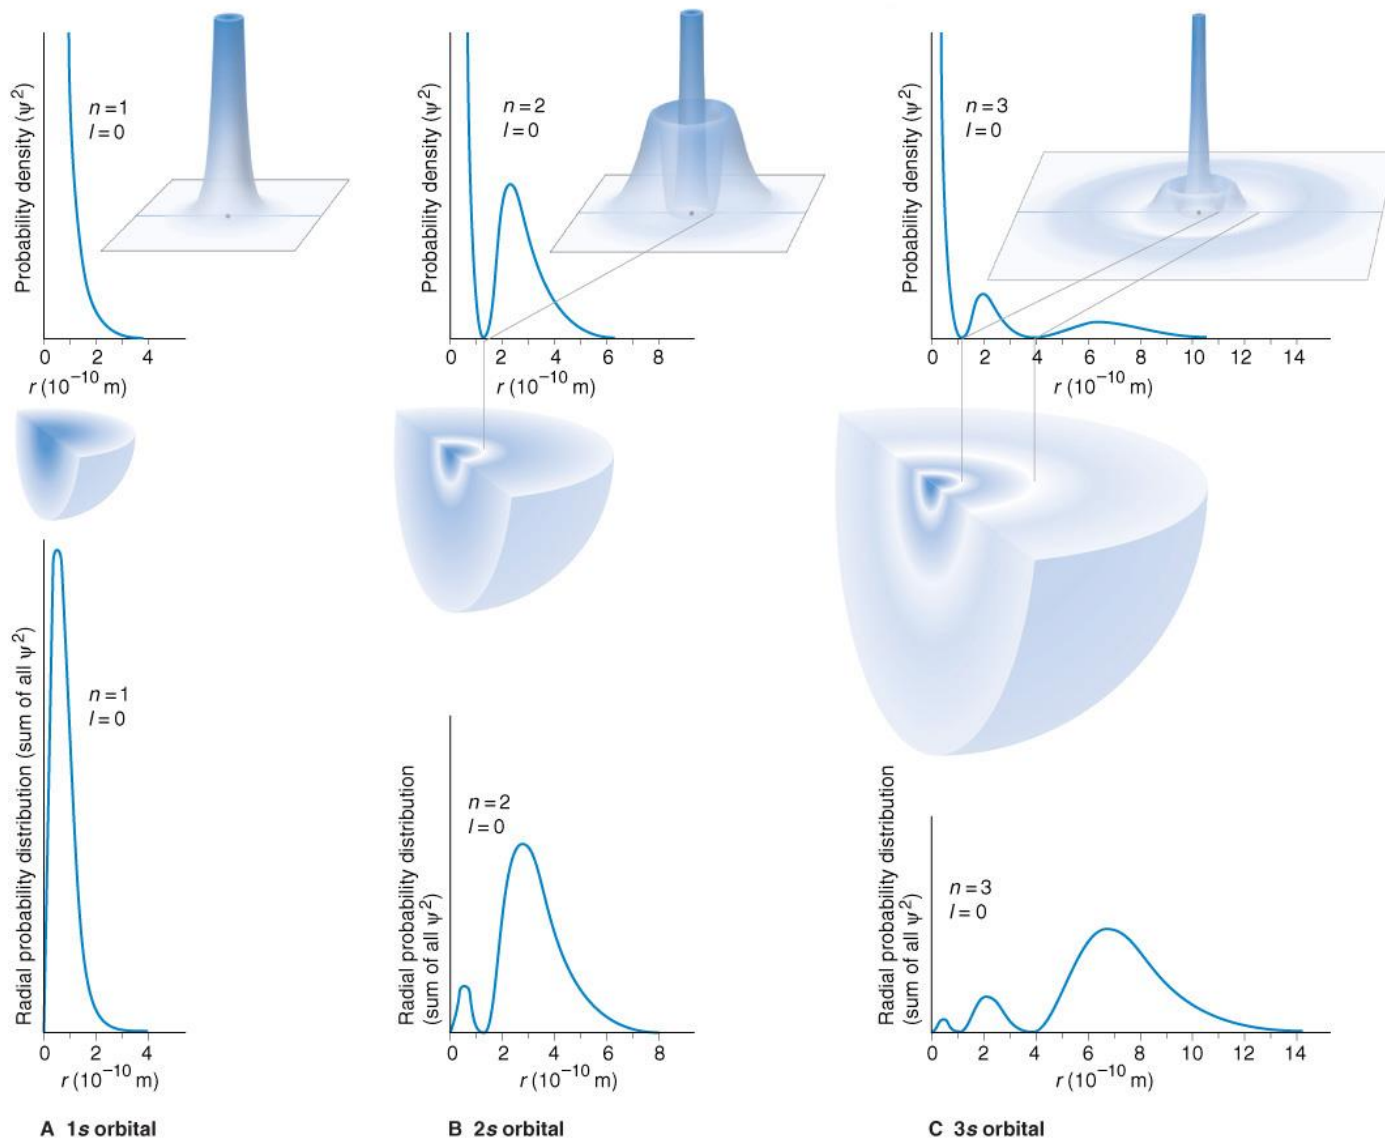 Probability density (ψ²)
n = 1
l = 0
0 2 4
r (10⁻¹⁰ m)
Probability density (ψ²)
n = 2
l = 0
0 2 4 6 8
r (10⁻¹⁰ m)
Probability density (ψ²)
n = 3
l = 0
0 2 4 6 8 10 12 14
r (10⁻¹⁰ m)
Radial probability distribution (sum of all ψ²)
n = 1
l = 0
0 2 4
r (10⁻¹⁰ m)
Radial probability distribution
(sum of all ψ²)
n = 2
l = 0
0 2 4 6 8
r (10⁻¹⁰ m)
Radial probability distribution
(sum of all ψ²)
n = 3
l = 0
0 2 4 6 8 10 12 14
r (10⁻¹⁰ m)
A 1s orbital
B 2s orbital
C 3s orbital